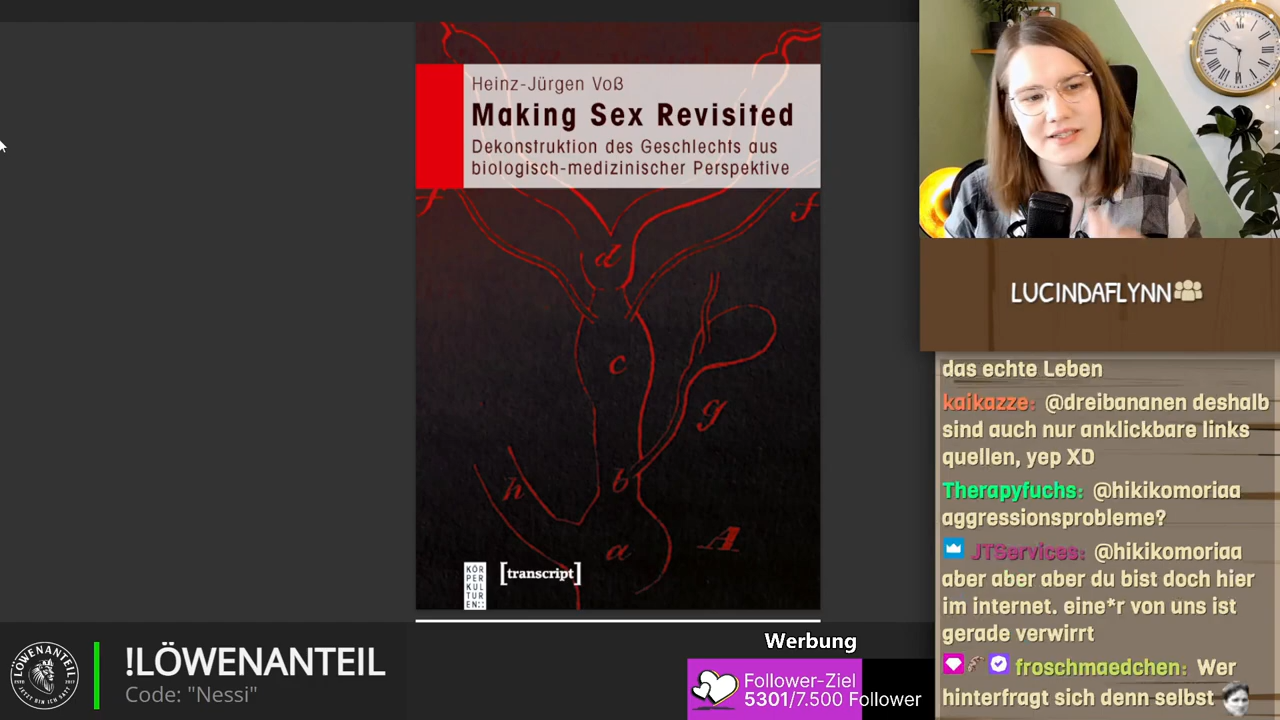 Heinz-Jürgen Voß
Making Sex Revisited
Dekonstruktion des Geschlechts aus
biologisch-medizinischer Perspektive
f
f
d
c
g
h
b
A
a
KÖR
PER
KUL
TUR
EN::
[transcript]
LUCINDAFLYNN
das echte Leben
kaikazze: @dreibananen deshalb
sind auch nur anklickbare links
quellen, yep XD
Therapyfuchs: @hikikomoriaa
aggressionsprobleme?
JTServices: @hikikomoriaa
aber aber aber du bist doch hier
im internet. eine*r von uns ist
gerade verwirrt
froschmaedchen: Wer
hinterfragt sich denn selbst
LÖWENANTEIL
!LÖWENANTEIL
Code: "Nessi"
Werbung
Follower-Ziel
5301/7.500 Follower